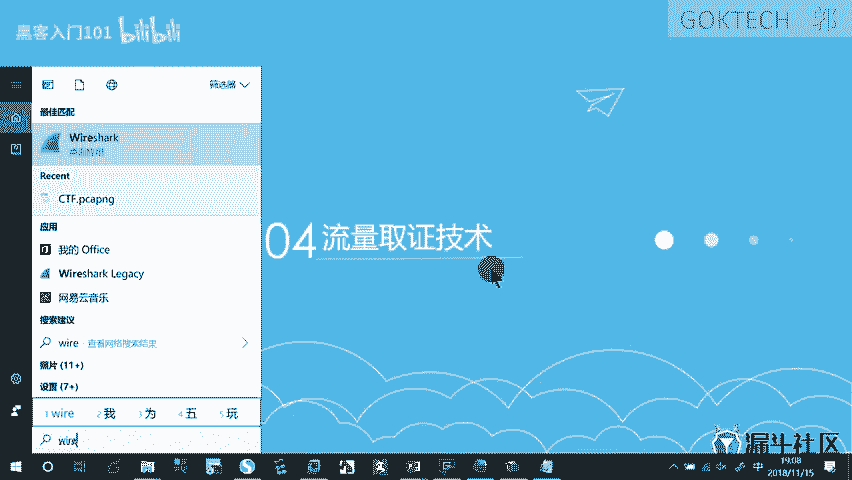 黑客入门101 bilibili
GOKTECH 郭
筛选器
最佳匹配
Wireshark
桌面应用
Recent
CTF.pcapng
应用
我的 Office
Wireshark Legacy
网易云音乐
搜索建议
wire - 查看网络搜索结果
照片 (11+)
设置 (7+)
1 wire 2 我 3 为 4 五 5 玩
wire
04 流量取证技术
漏斗社区
中
19:08
2018/11/15